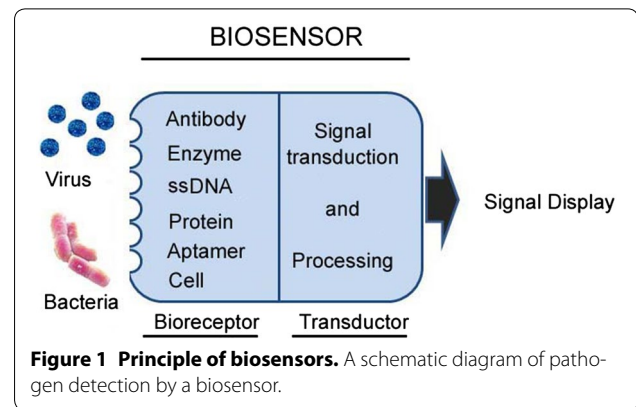 BIOSENSOR
Virus
Bacteria
Antibody
Enzyme
ssDNA
Protein
Aptamer
Cell
Signal
transduction
and
Processing
Signal Display
Bioreceptor
Transductor
Figure 1 Principle of biosensors. A schematic diagram of patho-
gen detection by a biosensor.